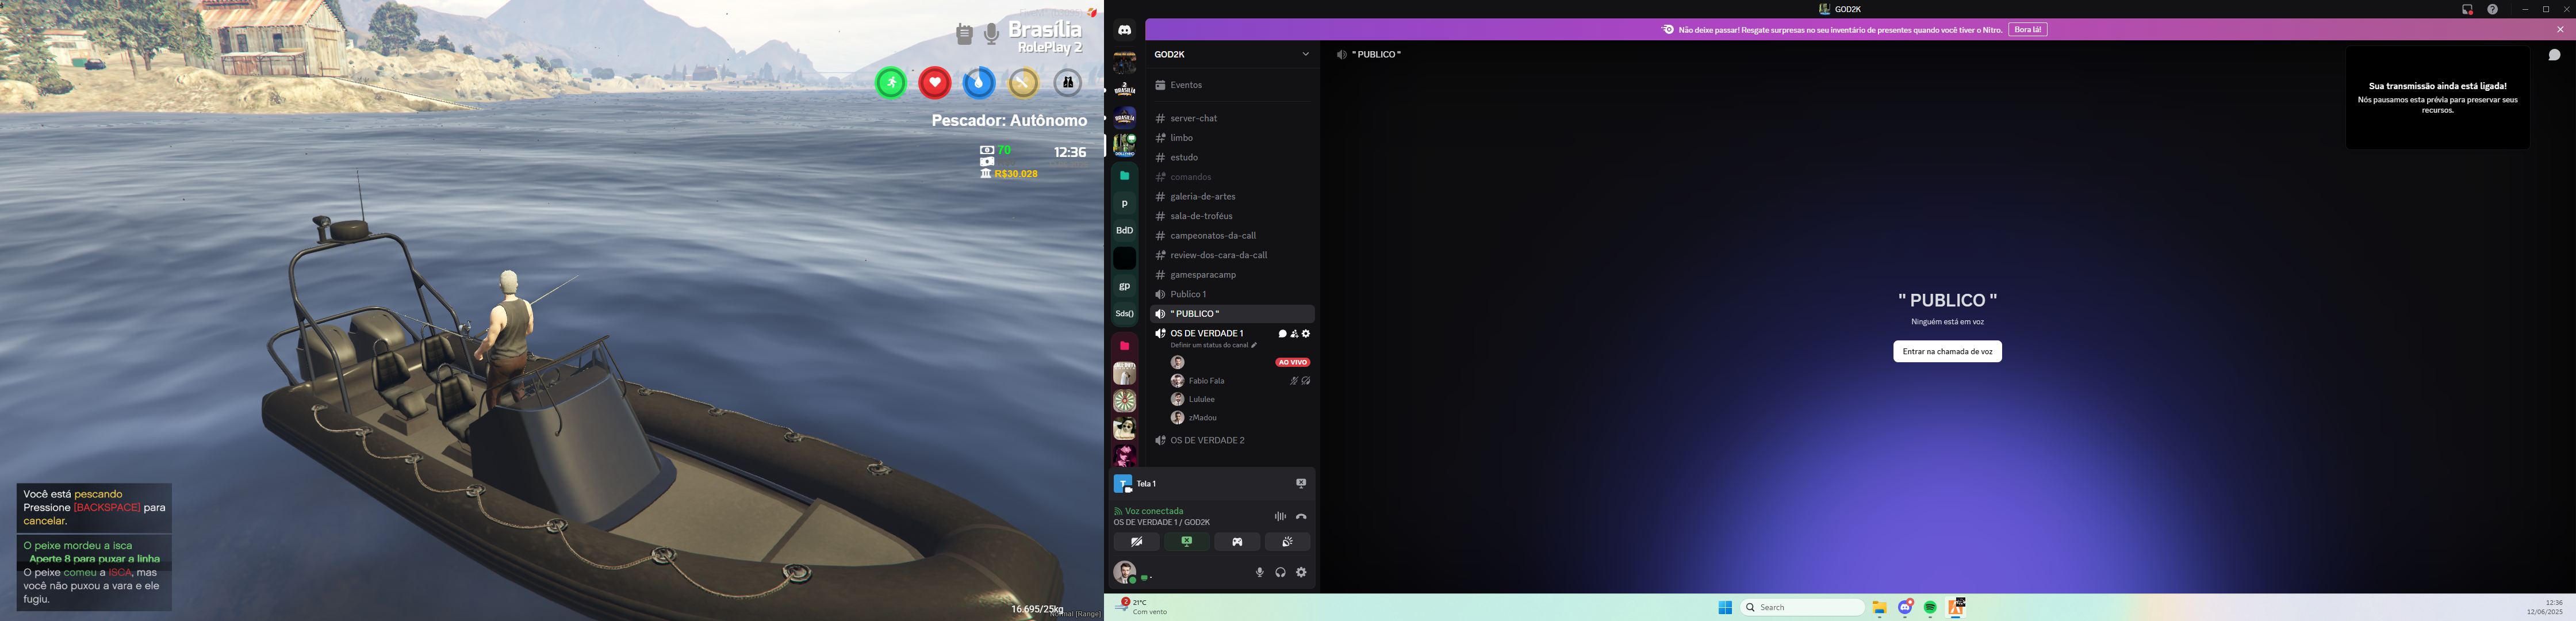 Brasília
RolePlay 2
Pescador: Autônomo
70
12:36
R$30.028
Você está pescando
Pressione [BACKSPACE] para
cancelar.
O peixe mordeu a isca
Aperte 8 para puxar a linha
O peixe comeu a ISCA, mas
você não puxou a vara e ele
fugiu.
16.695/25kg
[Range]
GOD2K
Não deixe passar! Resgate surpresas no seu inventário de presentes quando você tiver o Nitro.
Bora lá!
GOD2K
Eventos
server-chat
limbo
estudo
comandos
galeria-de-artes
sala-de-troféus
campeonatos-da-call
review-dos-cara-da-call
gamesparacamp
Publico 1
" PUBLICO "
OS DE VERDADE 1
Definir um status do canal
AO VIVO
Fabio Fala
Lululee
zMadou
OS DE VERDADE 2
BRASÍLIA
BRASÍLIA
p
BdD
gp
Sds()
T
Tela 1
Voz conectada
OS DE VERDADE 1 / GOD2K
" PUBLICO "
Sua transmissão ainda está ligada!
Nós pausamos esta prévia para preservar seus
recursos.
" PUBLICO "
Ninguém está em voz
Entrar na chamada de voz
2
21°C
Com vento
Search
12:36
12/06/2025